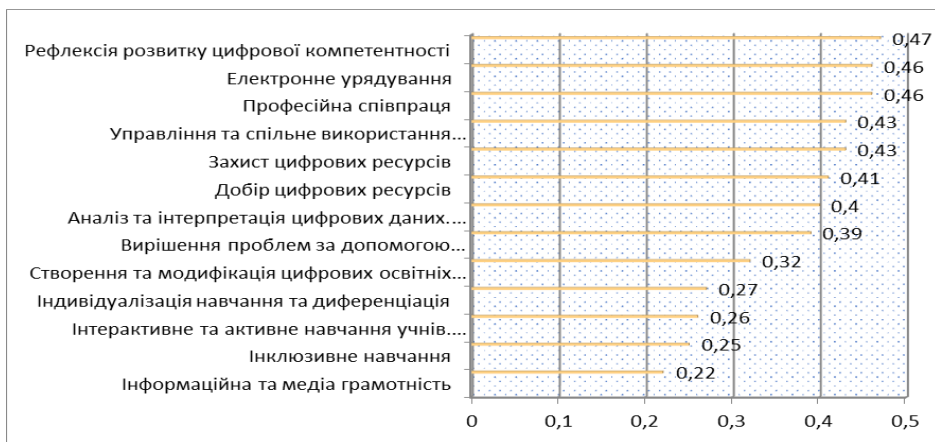 0,47
Рефлексія розвитку цифрової компетентності
0,46
Електронне урядування
0,46
Професійна співпраця
0,43
Управління та спільне використання...
0,43
Захист цифрових ресурсів
0,41
Добір цифрових ресурсів
0,4
Аналіз та інтерпретація цифрових даних....
0,39
Вирішення проблем за допомогою...
0,32
Створення та модифікація цифрових освітніх...
0,27
Індивідуалізація навчання та диференціація
0,26
Інтерактивне та активне навчання учнів....
0,25
Інклюзивне навчання
0,22
Інформаційна та медіа грамотність
0 0,1 0,2 0,3 0,4 0,5